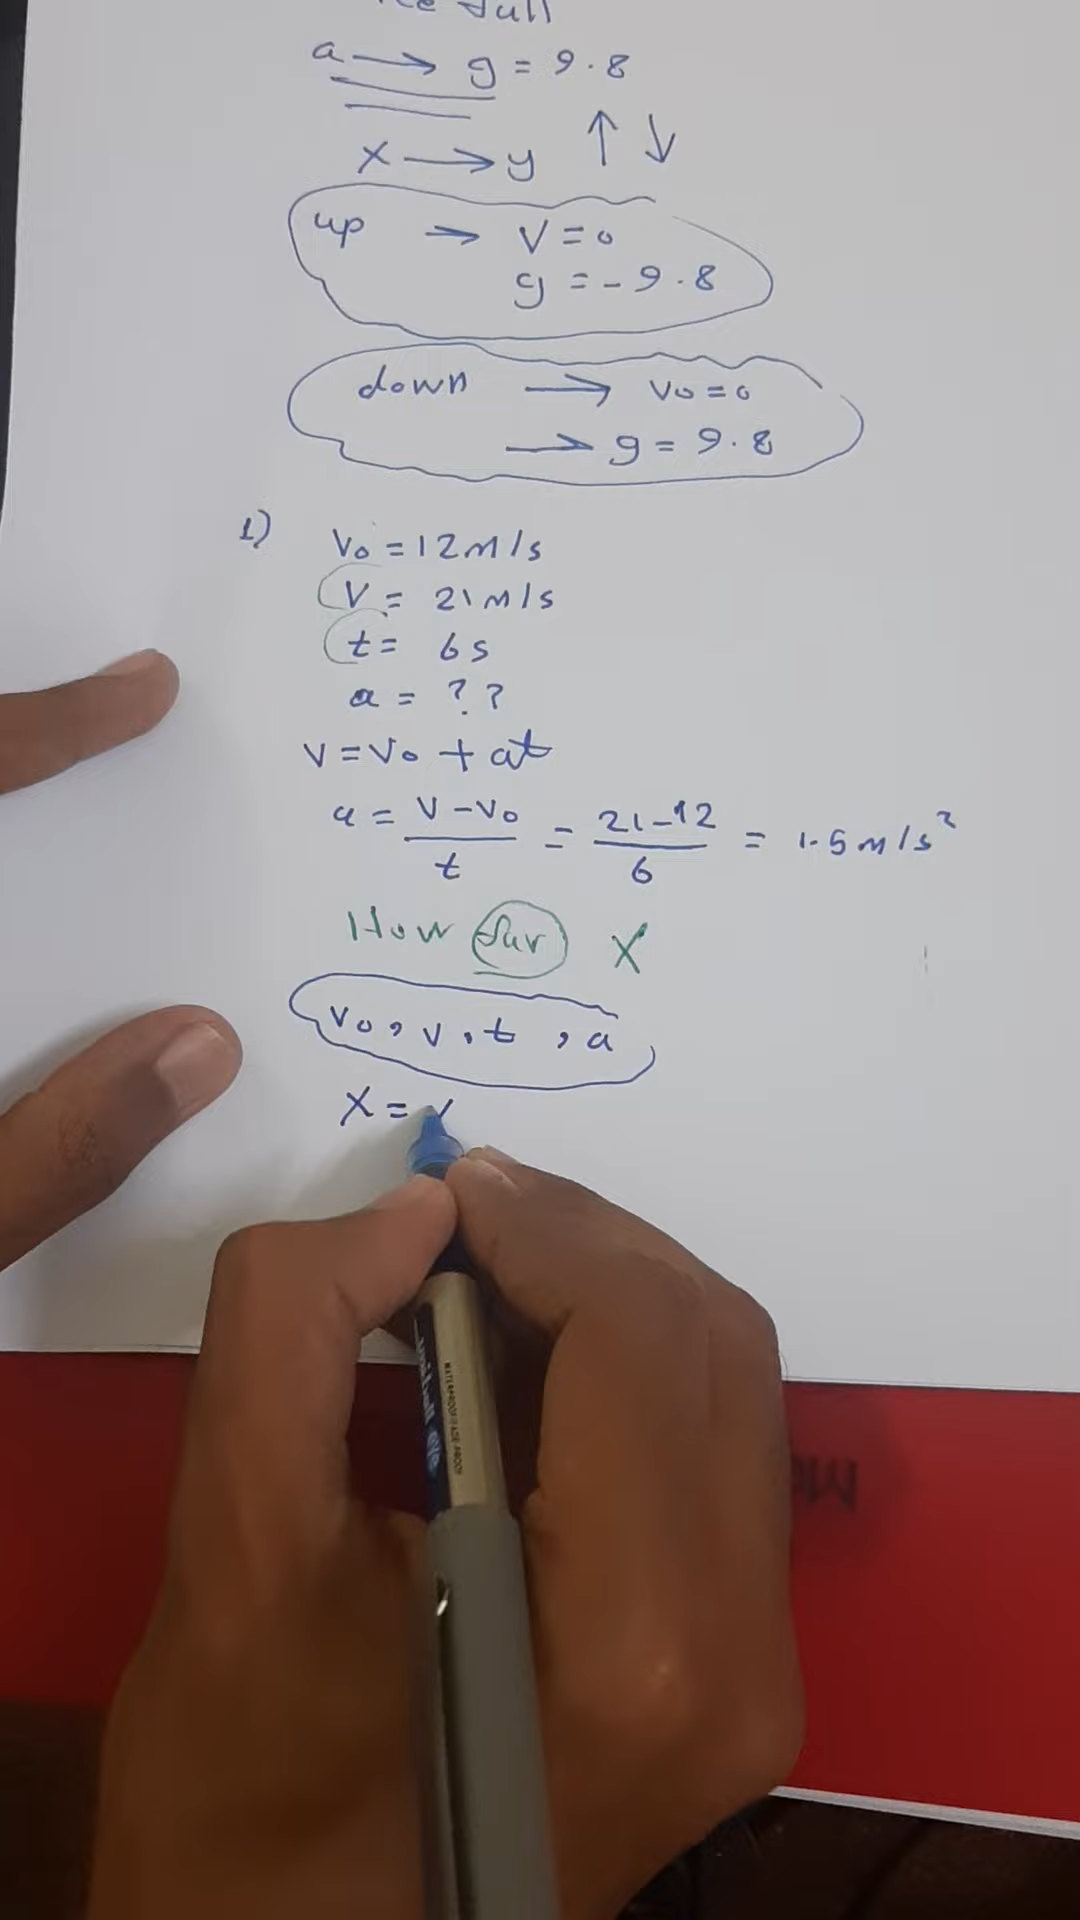 a → g = 9.8
x → y ↑ ↓
up → V = 0
g = -9.8
down → Vo = 0
→ g = 9.8
1) Vo = 12 m/s
V = 21 m/s
t = 6 s
a = ??
V = Vo + at
a = (V - Vo) / t = (21 - 12) / 6 = 1.5 m/s²
How far X
Vo, V, t, a
X =